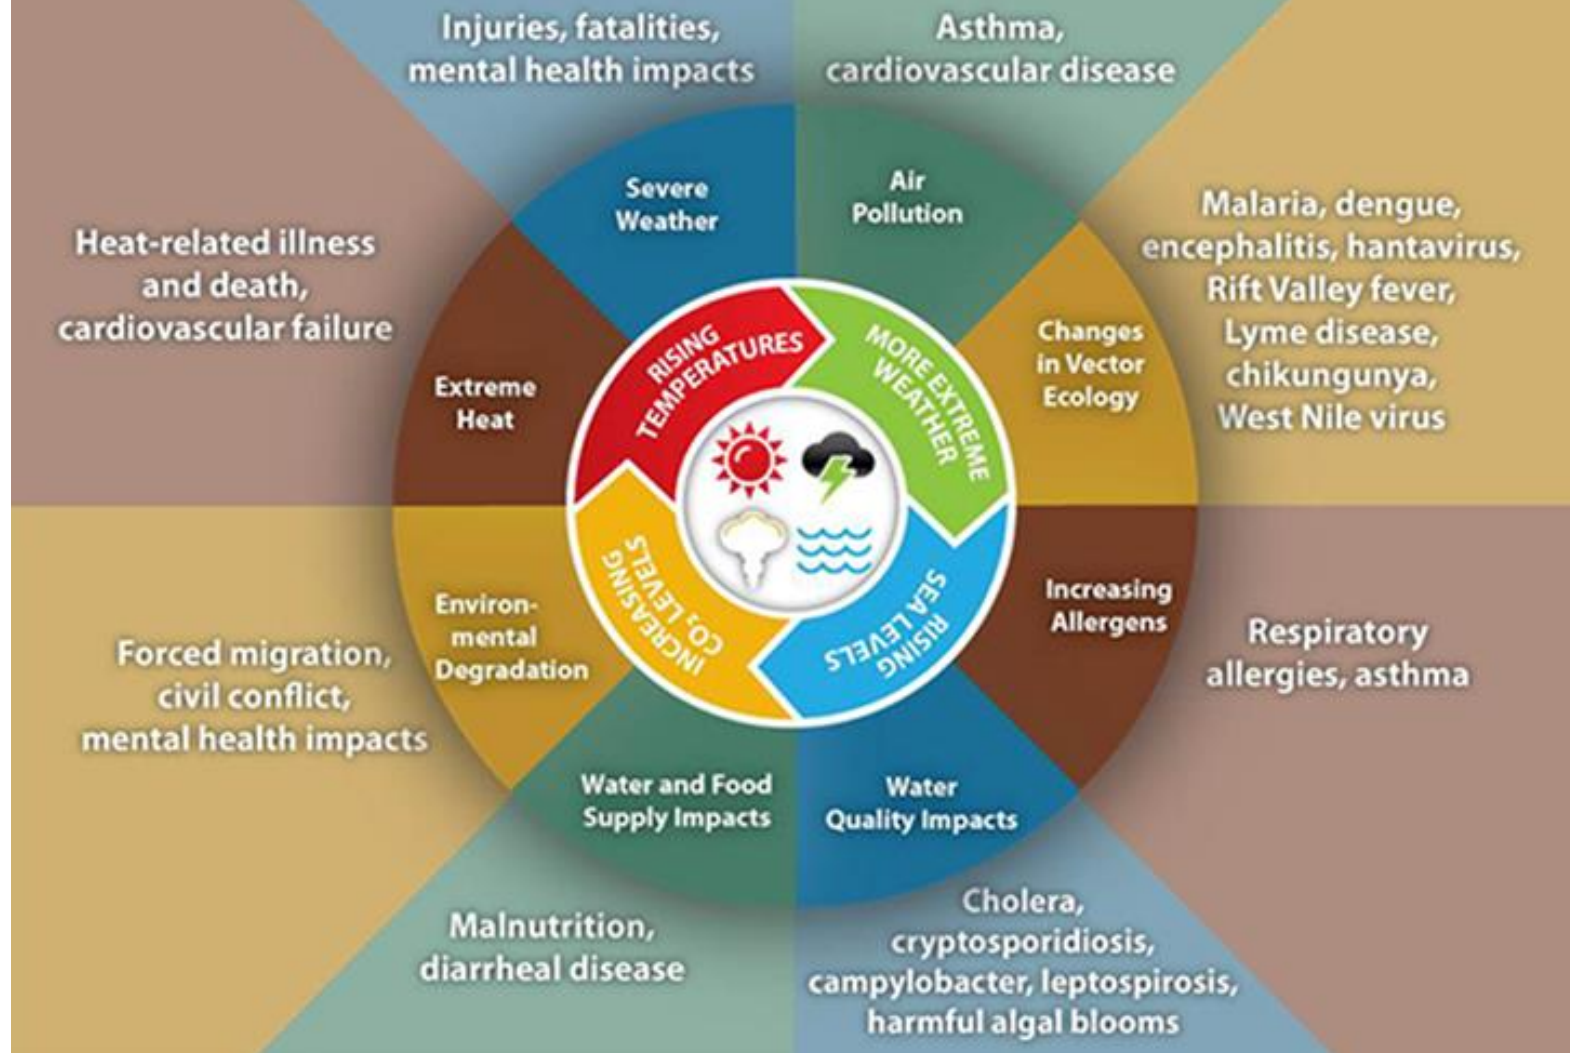 Injuries, fatalities,
mental health impacts
Asthma,
cardiovascular disease
Severe
Weather
Air
Pollution
Heat-related illness
and death,
cardiovascular failure
Malaria, dengue,
encephalitis, hantavirus,
Rift Valley fever,
Lyme disease,
chikungunya,
West Nile virus
Extreme
Heat
Changes
in Vector
Ecology
RISING
TEMPERATURES
MORE EXTREME
WEATHER
INCREASING
CO₂ LEVELS
RISING
SEA LEVELS
Environ-
mental
Degradation
Increasing
Allergens
Forced migration,
civil conflict,
mental health impacts
Respiratory
allergies, asthma
Water and Food
Supply Impacts
Water
Quality Impacts
Malnutrition,
diarrheal disease
Cholera,
cryptosporidiosis,
campylobacter, leptospirosis,
harmful algal blooms